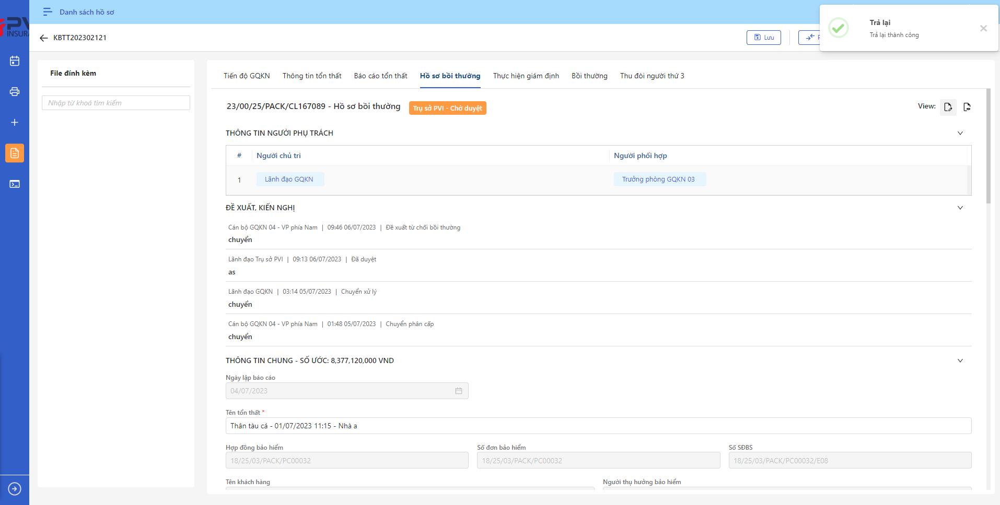 Danh sách hồ sơ
KBTT202302121
Lưu
Trả lại
Trả lại thành công
File đính kèm
Nhập từ khoá tìm kiếm
Tiến độ GQKN
Thông tin tổn thất
Báo cáo tổn thất
Hồ sơ bồi thường
Thực hiện giám định
Bồi thường
Thu đòi người thứ 3
23/00/25/PACK/CL167089 - Hồ sơ bồi thường
Trụ sở PVI - Chờ duyệt
View:
THÔNG TIN NGƯỜI PHỤ TRÁCH
# Người chủ trì Người phối hợp
1 Lãnh đạo GQKN Trưởng phòng GQKN 03
ĐỀ XUẤT, KIẾN NGHỊ
Cán bộ GQKN 04 - VP phía Nam | 09:46 06/07/2023 | Đề xuất từ chối bồi thường
chuyển
Lãnh đạo Trụ sở PVI | 09:13 06/07/2023 | Đã duyệt
as
Lãnh đạo GQKN | 03:14 05/07/2023 | Chuyển xử lý
chuyển
Cán bộ GQKN 04 - VP phía Nam | 01:48 05/07/2023 | Chuyển phân cấp
chuyển
THÔNG TIN CHUNG - SỐ ƯỚC: 8,377,120,000 VND
Ngày lập báo cáo
04/07/2023
Tên tổn thất *
Thân tàu cá - 01/07/2023 11:15 - Nhà a
Hợp đồng bảo hiểm Số đơn bảo hiểm Số SĐBS
18/25/03/PACK/PC00032 18/25/03/PACK/PC00032 18/25/03/PACK/PC00032/E08
Tên khách hàng Người thụ hưởng bảo hiểm